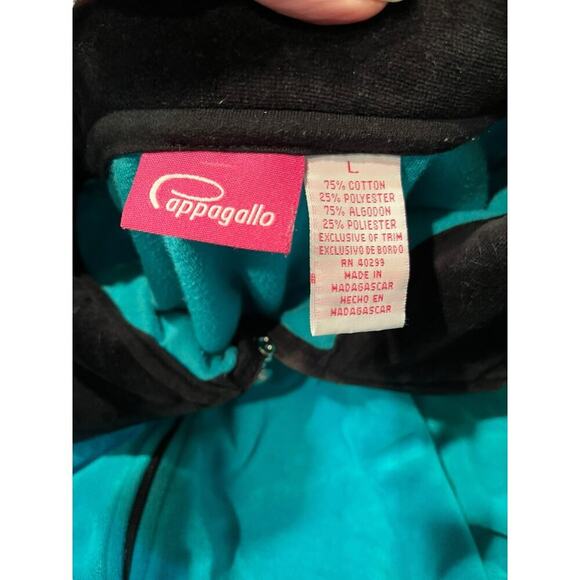 Pappagallo
L
75% COTTON
25% POLYESTER
75% ALGODON
25% POLIESTER
EXCLUSIVE OF TRIM
EXCLUSIVO DE BORDO
RN 40299
MADE IN
MADAGASCAR
HECHO EN
MADAGASCAR